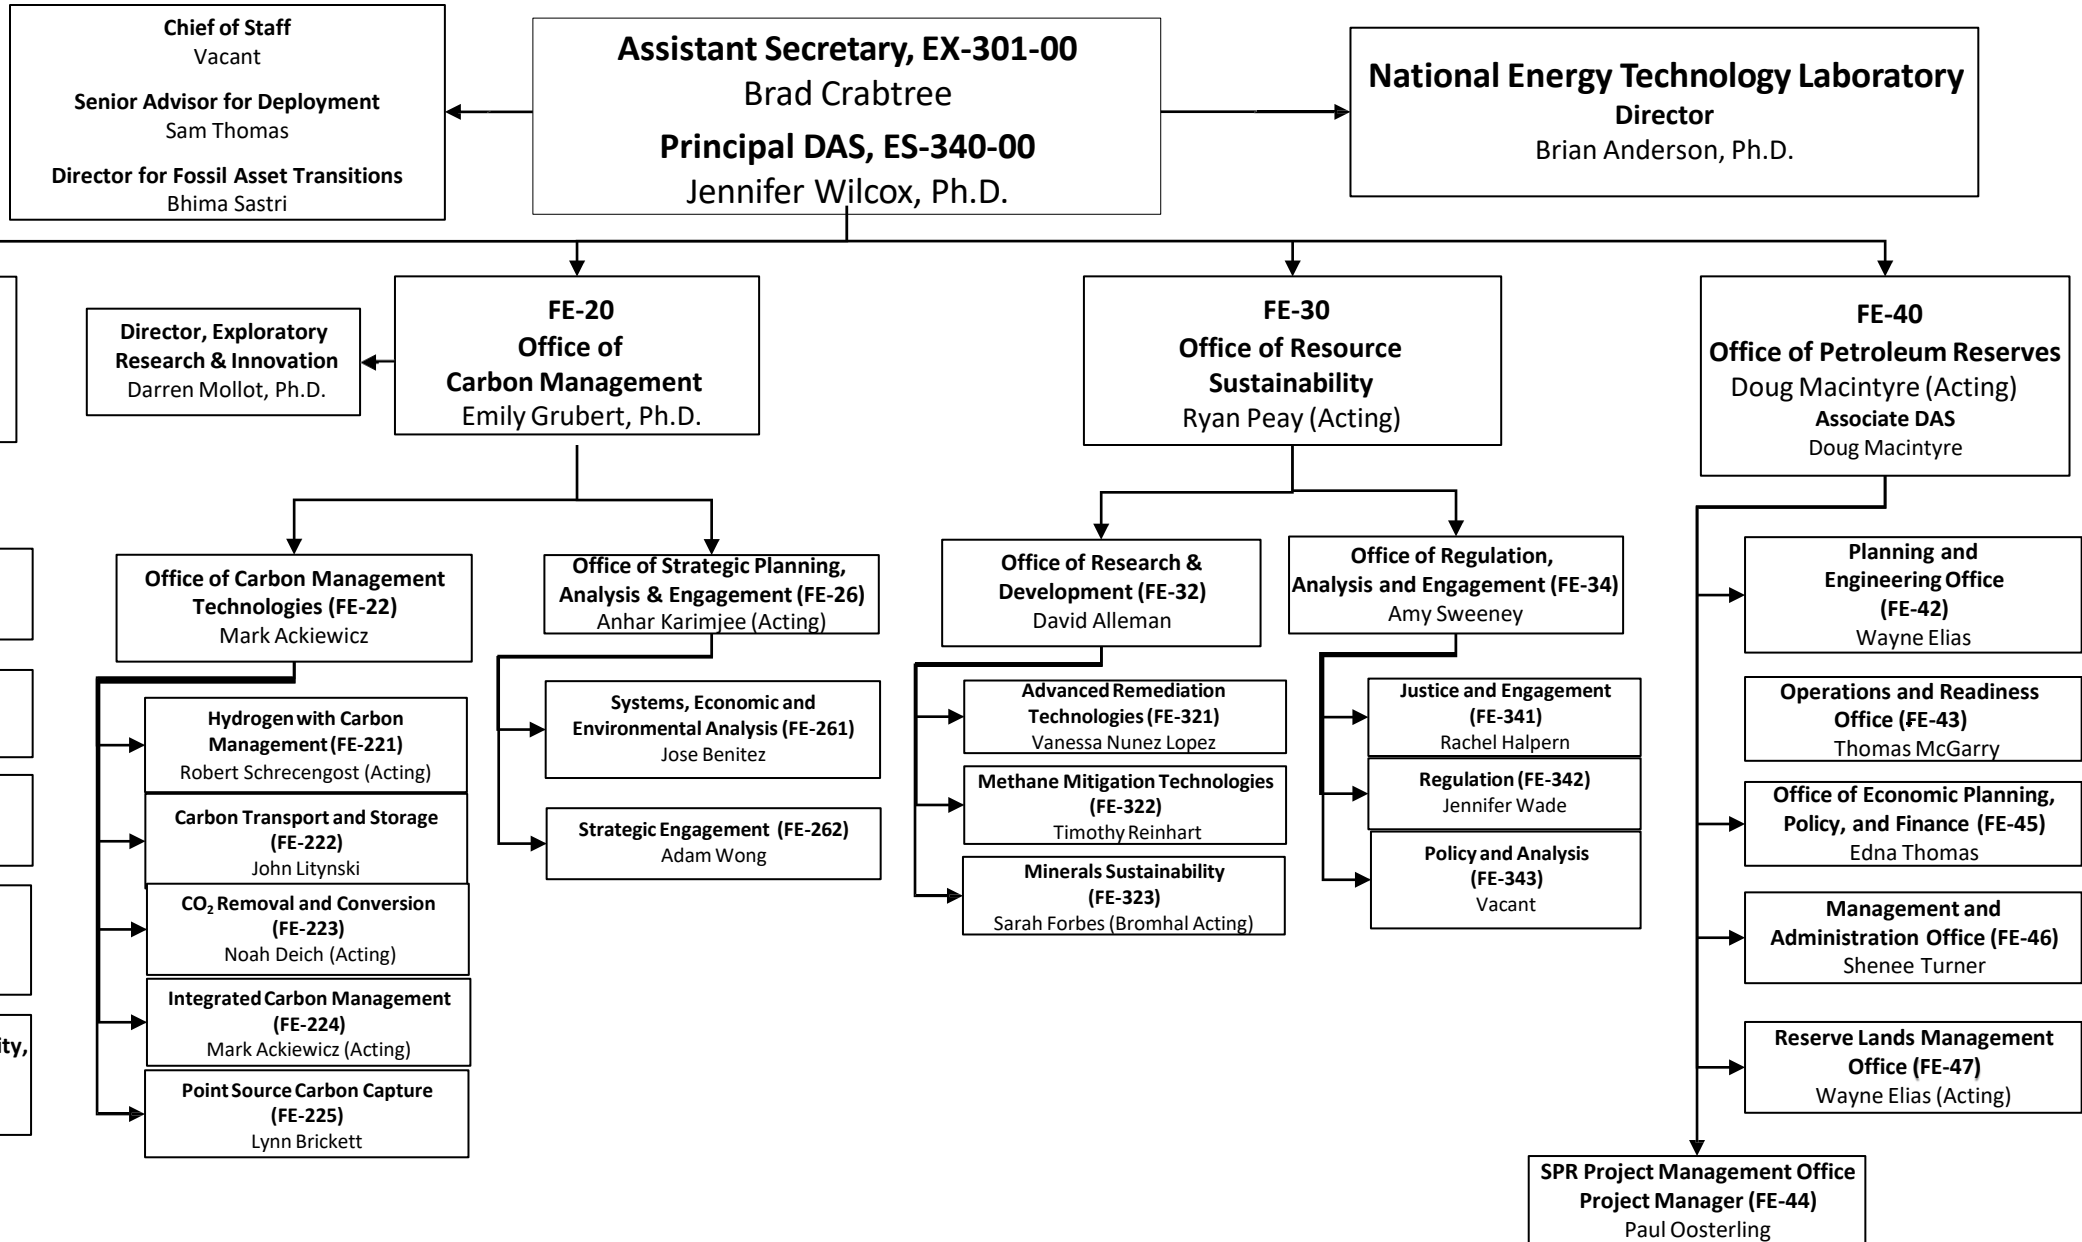 Chief of Staff
Vacant
Senior Advisor for Deployment
Sam Thomas
Director for Fossil Asset Transitions
Bhima Sastri
Assistant Secretary, EX-301-00
Brad Crabtree
Principal DAS, ES-340-00
Jennifer Wilcox, Ph.D.
National Energy Technology Laboratory
Director
Brian Anderson, Ph.D.
Director, Exploratory
Research & Innovation
Darren Mollot, Ph.D.
FE-20
Office of
Carbon Management
Emily Grubert, Ph.D.
FE-30
Office of Resource
Sustainability
Ryan Peay (Acting)
FE-40
Office of Petroleum Reserves
Doug Macintyre (Acting)
Associate DAS
Doug Macintyre
Office of Carbon Management
Technologies (FE-22)
Mark Ackiewicz
Hydrogen with Carbon
Management (FE-221)
Robert Schrecengost (Acting)
Carbon Transport and Storage
(FE-222)
John Litynski
CO₂ Removal and Conversion
(FE-223)
Noah Deich (Acting)
Integrated Carbon Management
(FE-224)
Mark Ackiewicz (Acting)
Point Source Carbon Capture
(FE-225)
Lynn Brickett
Office of Strategic Planning,
Analysis & Engagement (FE-26)
Anhar Karimjee (Acting)
Systems, Economic and
Environmental Analysis (FE-261)
Jose Benitez
Strategic Engagement (FE-262)
Adam Wong
Office of Research &
Development (FE-32)
David Alleman
Advanced Remediation
Technologies (FE-321)
Vanessa Nunez Lopez
Methane Mitigation Technologies
(FE-322)
Timothy Reinhart
Minerals Sustainability
(FE-323)
Sarah Forbes (Bromhal Acting)
Office of Regulation,
Analysis and Engagement (FE-34)
Amy Sweeney
Justice and Engagement
(FE-341)
Rachel Halpern
Regulation (FE-342)
Jennifer Wade
Policy and Analysis
(FE-343)
Vacant
Planning and
Engineering Office
(FE-42)
Wayne Elias
Operations and Readiness
Office (FE-43)
Thomas McGarry
Office of Economic Planning,
Policy, and Finance (FE-45)
Edna Thomas
Management and
Administration Office (FE-46)
Shenee Turner
Reserve Lands Management
Office (FE-47)
Wayne Elias (Acting)
SPR Project Management Office
Project Manager (FE-44)
Paul Oosterling
ity,